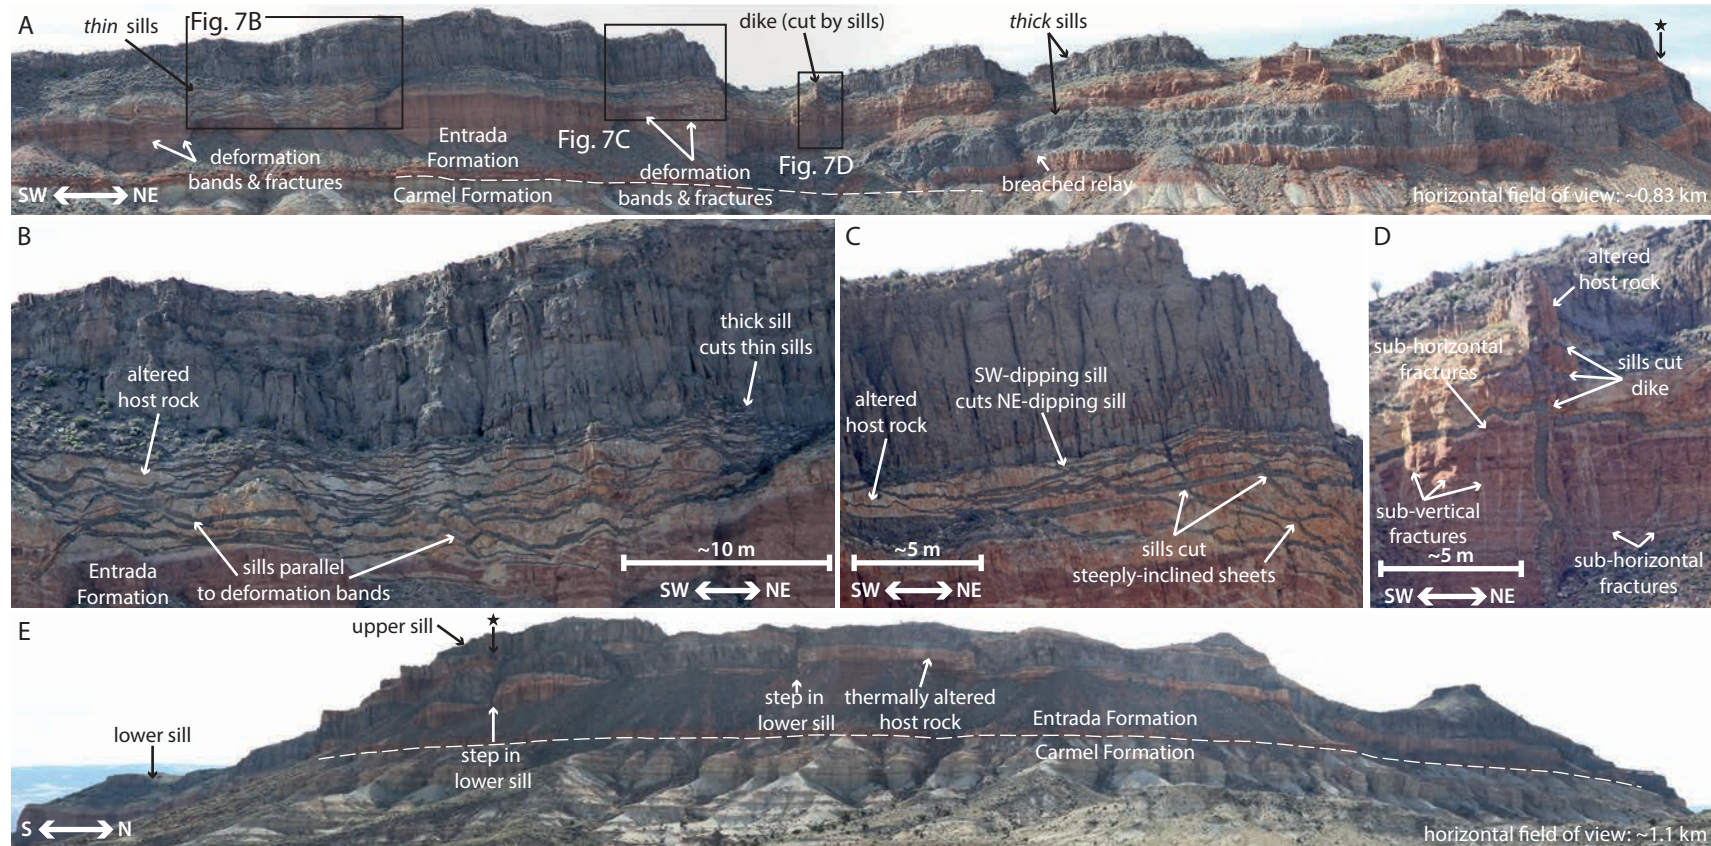 A
thin sills
Fig. 7B
dike (cut by sills)
thick sills
★
deformation
bands & fractures
Entrada
Formation
Carmel Formation
Fig. 7C
deformation
bands & fractures
Fig. 7D
breached relay
SW NE
horizontal field of view: ~0.83 km
B
altered
host rock
thick sill
cuts thin sills
Entrada
Formation
sills parallel
to deformation bands
~10 m
SW NE
C
altered
host rock
SW-dipping sill
cuts NE-dipping sill
sills cut
steeply-inclined sheets
~5 m
SW NE
D
altered
host rock
sub-horizontal
fractures
sills cut
dike
sub-vertical
fractures
~5 m
sub-horizontal
fractures
SW NE
E
upper sill
★
lower sill
step in
lower sill
step in
lower sill
thermally altered
host rock
Entrada Formation
Carmel Formation
S N
horizontal field of view: ~1.1 km